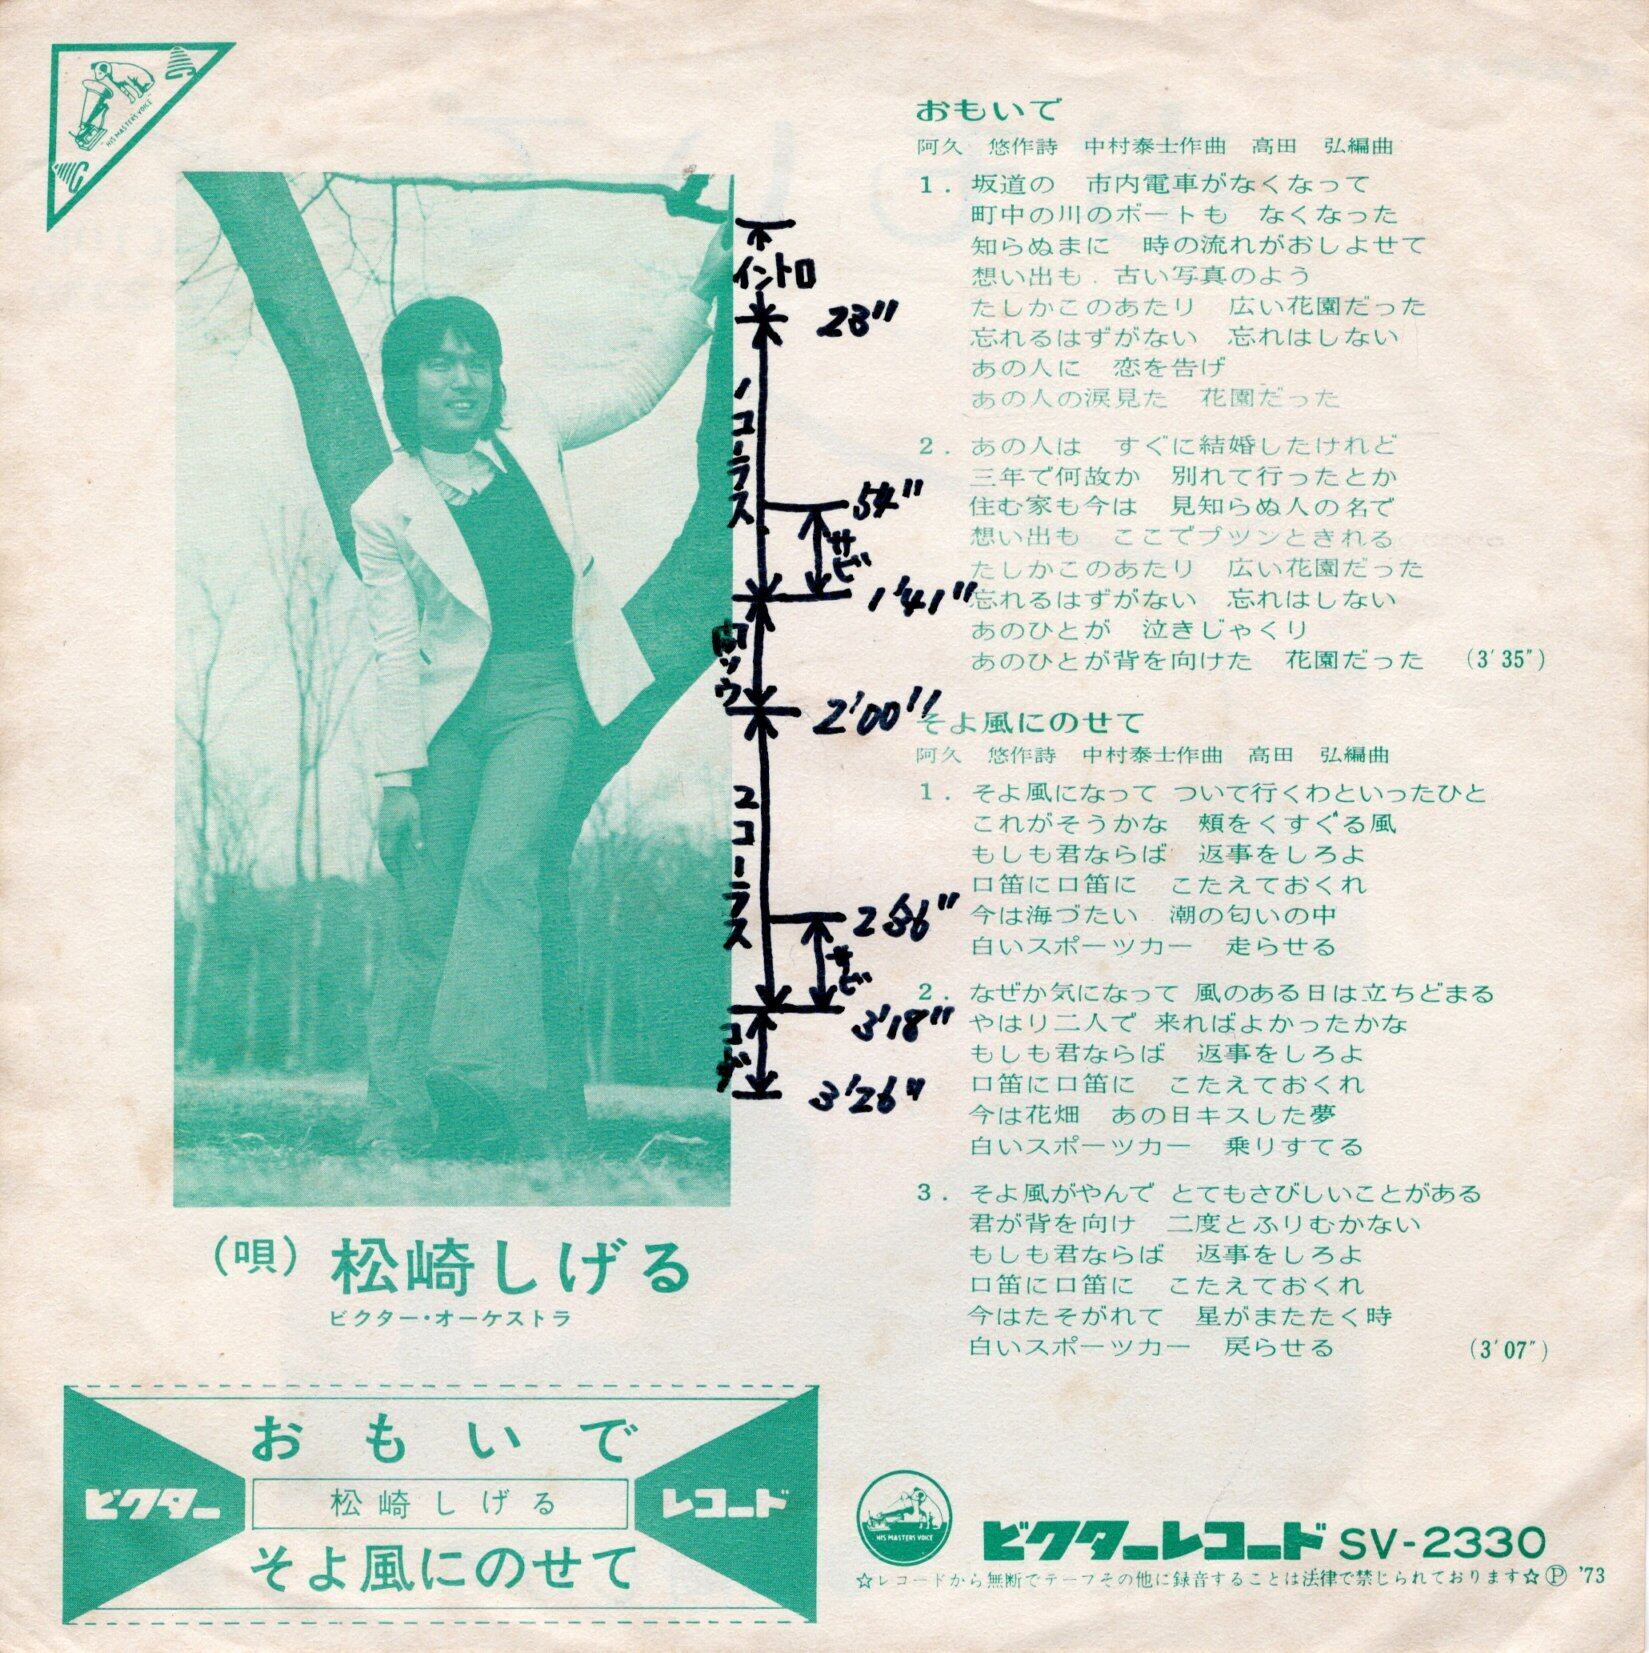 "HIS MASTERS VOICE"
イントロ
23"
1コーラス
54"
サビ
1'41"
間ソウ
2'00"
2コーラス
サビ
3'18"
コーダ
3'26"
(唄) 松崎しげる
ビクター・オーケストラ
おもいで
ビクター
松崎しげる
レコード
そよ風にのせて
おもいで
阿久 悠作詩 中村泰士作曲 高田 弘編曲
1. 坂道の 市内電車がなくなって
町中の川のボートも なくなった
知らぬまに 時の流れがおしよせて
想い出も 古い写真のよう
たしかこのあたり 広い花園だった
忘れるはずがない 忘れはしない
あの人に 恋を告げ
あの人の涙見た 花園だった
2. あの人は すぐに結婚したけれど
三年で何故か 別れて行ったとか
住む家も今は 見知らぬ人の名で
想い出も ここでプツンときれる
たしかこのあたり 広い花園だった
忘れるはずがない 忘れはしない
あのひとが 泣きじゃくり
あのひとが背を向けた 花園だった (3'35")
そよ風にのせて
阿久 悠作詩 中村泰士作曲 高田 弘編曲
1. そよ風になって ついて行くわといったひと
これがそうかな 頬をくすぐる風
もしも君ならば 返事をしろよ
口笛に口笛に こたえておくれ
今は海づたい 潮の匂いの中
白いスポーツカー 走らせる
2. なぜか気になって 風のある日は立ちどまる
やはり二人で 来ればよかったかな
もしも君ならば 返事をしろよ
口笛に口笛に こたえておくれ
今は花畑 あの日キスした夢
白いスポーツカー 乗りすてる
3. そよ風がやんで とてもさびしいことがある
君が背を向け 二度とふりむかない
もしも君ならば 返事をしろよ
口笛に口笛に こたえておくれ
今はたそがれて 星がまたたく時
白いスポーツカー 戻らせる (3'07")
HIS MASTERS VOICE
ビクターレコード SV-2330
☆レコードから無断でテープその他に録音することは法律で禁じられております☆Ⓟ '73